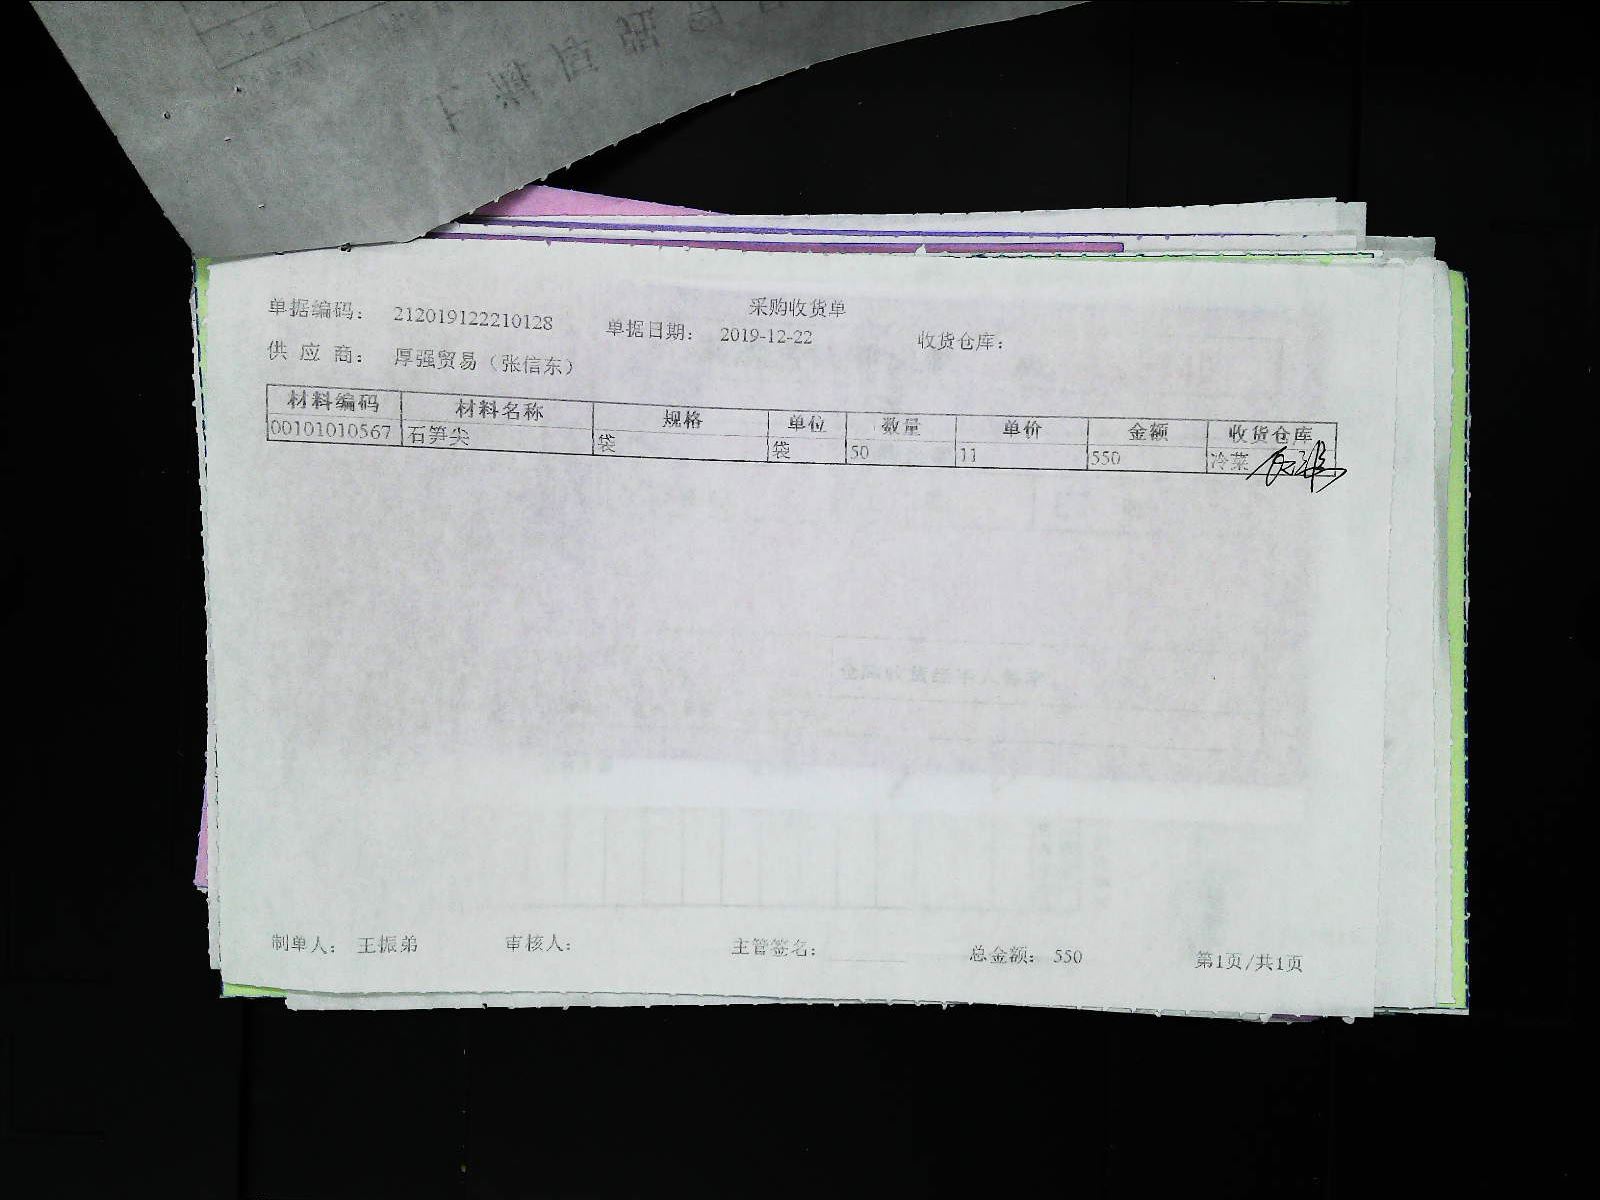 采购收货单
单据编码： 212019122210128 单据日期： 2019-12-22 收货仓库：
供 应 商： 厚强贸易（张信东）
材料编码 材料名称 规格 单位 数量 单价 金额 收货仓库
00101010567 石笋尖 袋 袋 50 11 550 冷菜
制单人： 王振弟 审核人： 主管签名： 总金额： 550 第1页/共1页